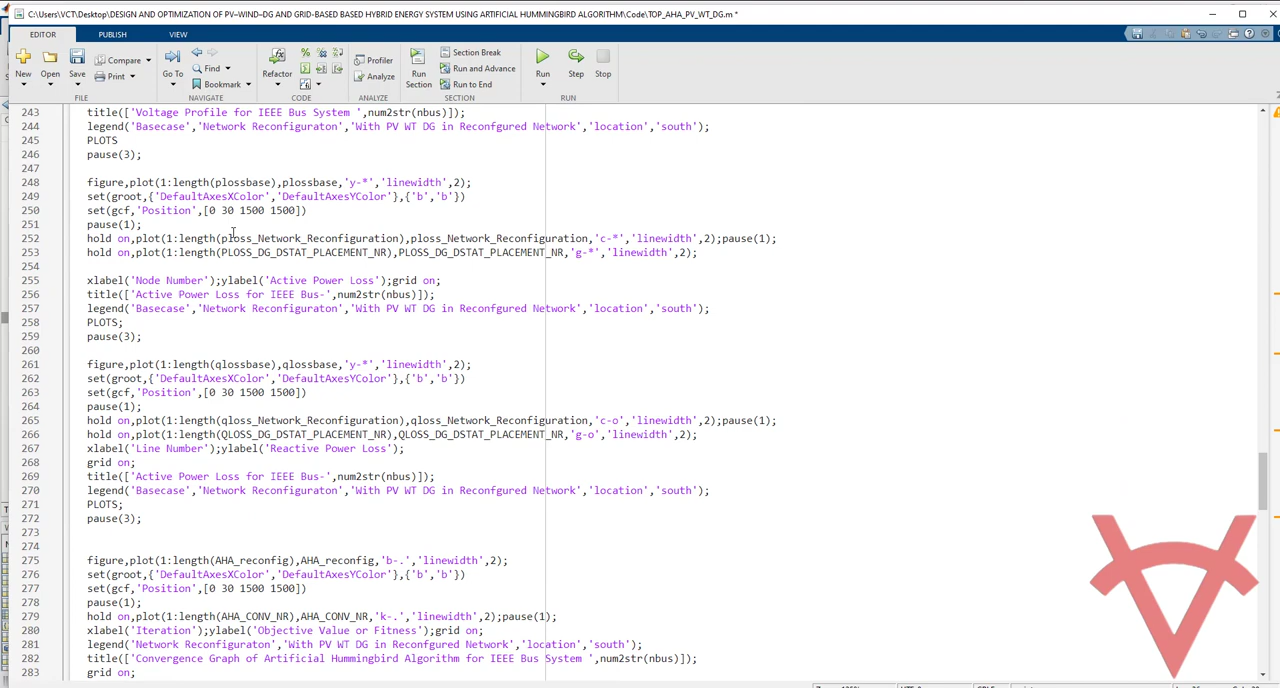 C:\Users\VCT\Desktop\DESIGN AND OPTIMIZATION OF PV–WIND–DG AND GRID-BASED BASED HYBRID ENERGY SYSTEM USING ARTIFICIAL HUMMINGBIRD ALGORITHM\Code\TOP_AHA_PV_WT_DG.m *
EDITOR PUBLISH VIEW
New Open Save Compare Print Go To Find Bookmark Refactor Profiler Analyze Run Section Section Break Run and Advance Run to End Run Step Stop
FILE NAVIGATE CODE ANALYZE SECTION RUN
243 title(['Voltage Profile for IEEE Bus System ',num2str(nbus)]);
244 legend('Basecase','Network Reconfiguraton','With PV WT DG in Reconfgured Network','location','south');
245 PLOTS
246 pause(3);
247
248 figure,plot(1:length(plossbase),plossbase,'y-*','linewidth',2);
249 set(groot,{'DefaultAxesXColor','DefaultAxesYColor'},{'b','b'})
250 set(gcf,'Position',[0 30 1500 1500])
251 pause(1);
252 hold on,plot(1:length(ploss_Network_Reconfiguration),ploss_Network_Reconfiguration,'c-*','linewidth',2);pause(1);
253 hold on,plot(1:length(PLOSS_DG_DSTAT_PLACEMENT_NR),PLOSS_DG_DSTAT_PLACEMENT_NR,'g-*','linewidth',2);
254
255 xlabel('Node Number');ylabel('Active Power Loss');grid on;
256 title(['Active Power Loss for IEEE Bus-',num2str(nbus)]);
257 legend('Basecase','Network Reconfiguraton','With PV WT DG in Reconfgured Network','location','south');
258 PLOTS;
259 pause(3);
260
261 figure,plot(1:length(qlossbase),qlossbase,'y-*','linewidth',2);
262 set(groot,{'DefaultAxesXColor','DefaultAxesYColor'},{'b','b'})
263 set(gcf,'Position',[0 30 1500 1500])
264 pause(1);
265 hold on,plot(1:length(qloss_Network_Reconfiguration),qloss_Network_Reconfiguration,'c-o','linewidth',2);pause(1);
266 hold on,plot(1:length(QLOSS_DG_DSTAT_PLACEMENT_NR),QLOSS_DG_DSTAT_PLACEMENT_NR,'g-o','linewidth',2);
267 xlabel('Line Number');ylabel('Reactive Power Loss');
268 grid on;
269 title(['Active Power Loss for IEEE Bus-',num2str(nbus)]);
270 legend('Basecase','Network Reconfiguraton','With PV WT DG in Reconfgured Network','location','south');
271 PLOTS;
272 pause(3);
273
274
275 figure,plot(1:length(AHA_reconfig),AHA_reconfig,'b-.','linewidth',2);
276 set(groot,{'DefaultAxesXColor','DefaultAxesYColor'},{'b','b'})
277 set(gcf,'Position',[0 30 1500 1500])
278 pause(1);
279 hold on,plot(1:length(AHA_CONV_NR),AHA_CONV_NR,'k-.','linewidth',2);pause(1);
280 xlabel('Iteration');ylabel('Objective Value or Fitness');grid on;
281 legend('Network Reconfiguraton','With PV WT DG in Reconfgured Network','location','south');
282 title(['Convergence Graph of Artificial Hummingbird Algorithm for IEEE Bus System ',num2str(nbus)]);
283 grid on;